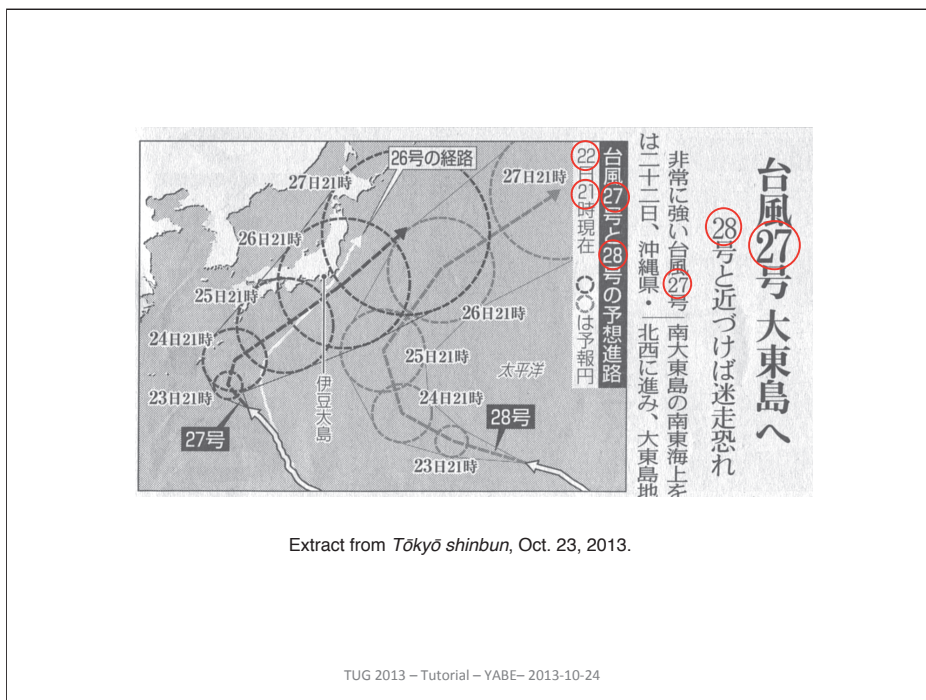 台風27号 大東島へ
28号と近づけば迷走恐れ
非常に強い台風27号
は二十二日、沖縄県・
南大東島の南東海上を
北西に進み、大東島地
台風27号と28号の予想進路
22日21時現在 は予報円
26号の経路
27日21時
27日21時
26日21時
26日21時
25日21時
25日21時
24日21時
24日21時
23日21時
23日21時
27号
28号
伊豆大島
太平洋
Extract from Tōkyō shinbun, Oct. 23, 2013.
TUG 2013 – Tutorial – YABE– 2013-10-24